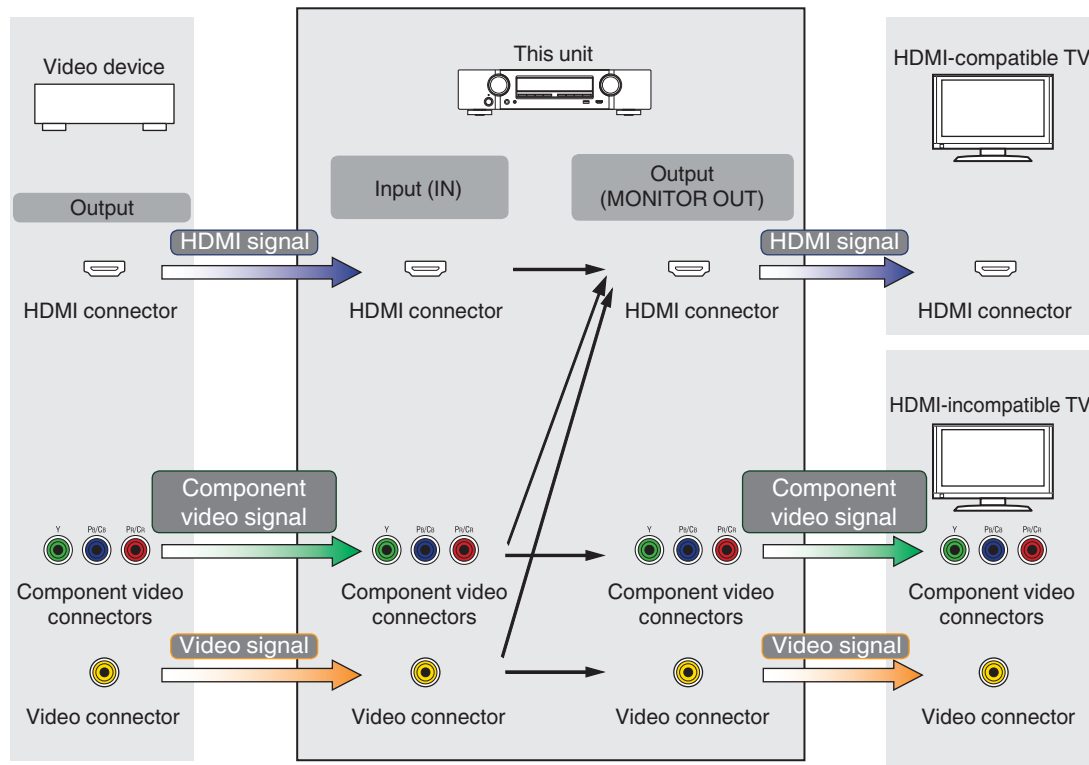 Video device
This unit
HDMI-compatible TV
Input (IN)
Output
(MONITOR OUT)
Output
HDMI signal
HDMI signal
HDMI connector
HDMI connector
HDMI connector
HDMI connector
HDMI-incompatible TV
Component
video signal
Component
video signal
Y PB/CB PR/CR
Y PB/CB PR/CR
Y PB/CB PR/CR
Y PB/CB PR/CR
Component video
connectors
Component video
connectors
Component video
connectors
Component video
connectors
Video signal
Video signal
Video connector
Video connector
Video connector
Video connector